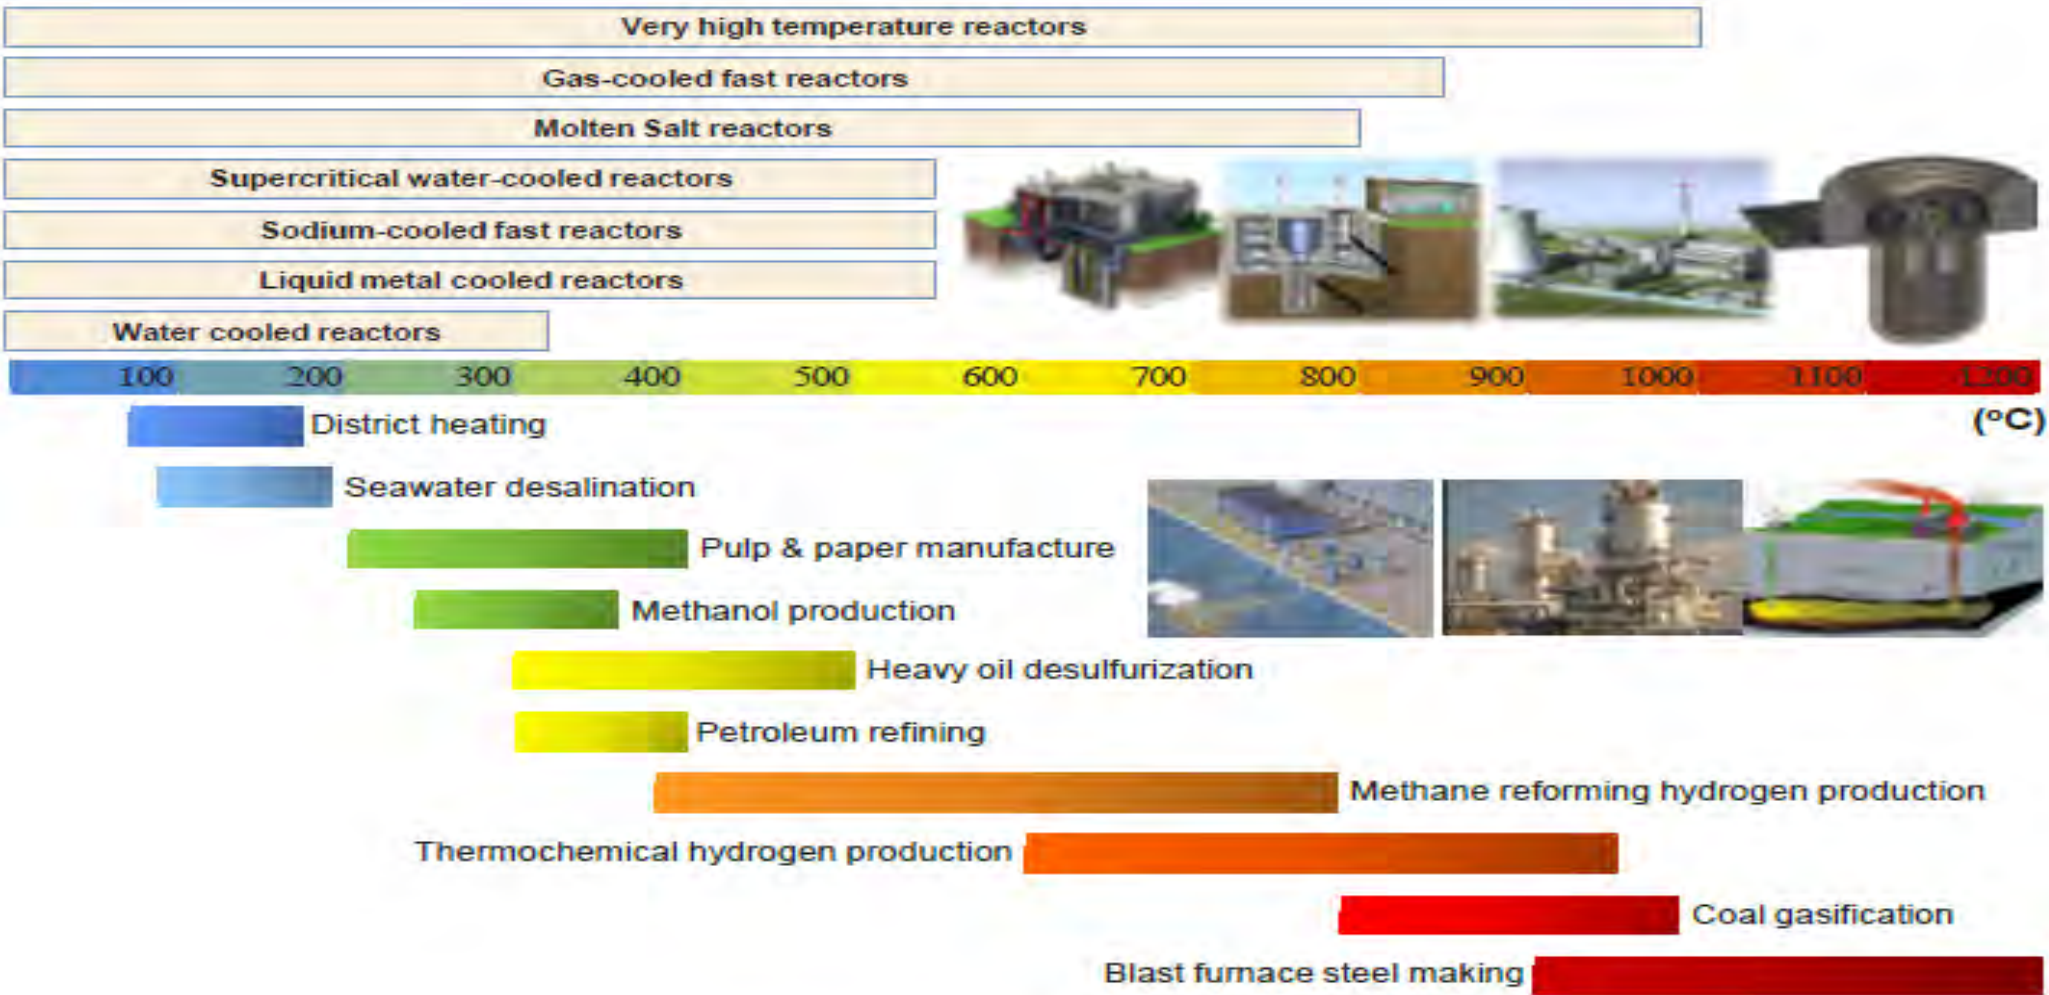 Very high temperature reactors
Gas-cooled fast reactors
Molten Salt reactors
Supercritical water-cooled reactors
Sodium-cooled fast reactors
Liquid metal cooled reactors
Water cooled reactors
100 200 300 400 500 600 700 800 900 1000 1100 1200
(°C)
District heating
Seawater desalination
Pulp & paper manufacture
Methanol production
Heavy oil desulfurization
Petroleum refining
Methane reforming hydrogen production
Thermochemical hydrogen production
Coal gasification
Blast furnace steel making